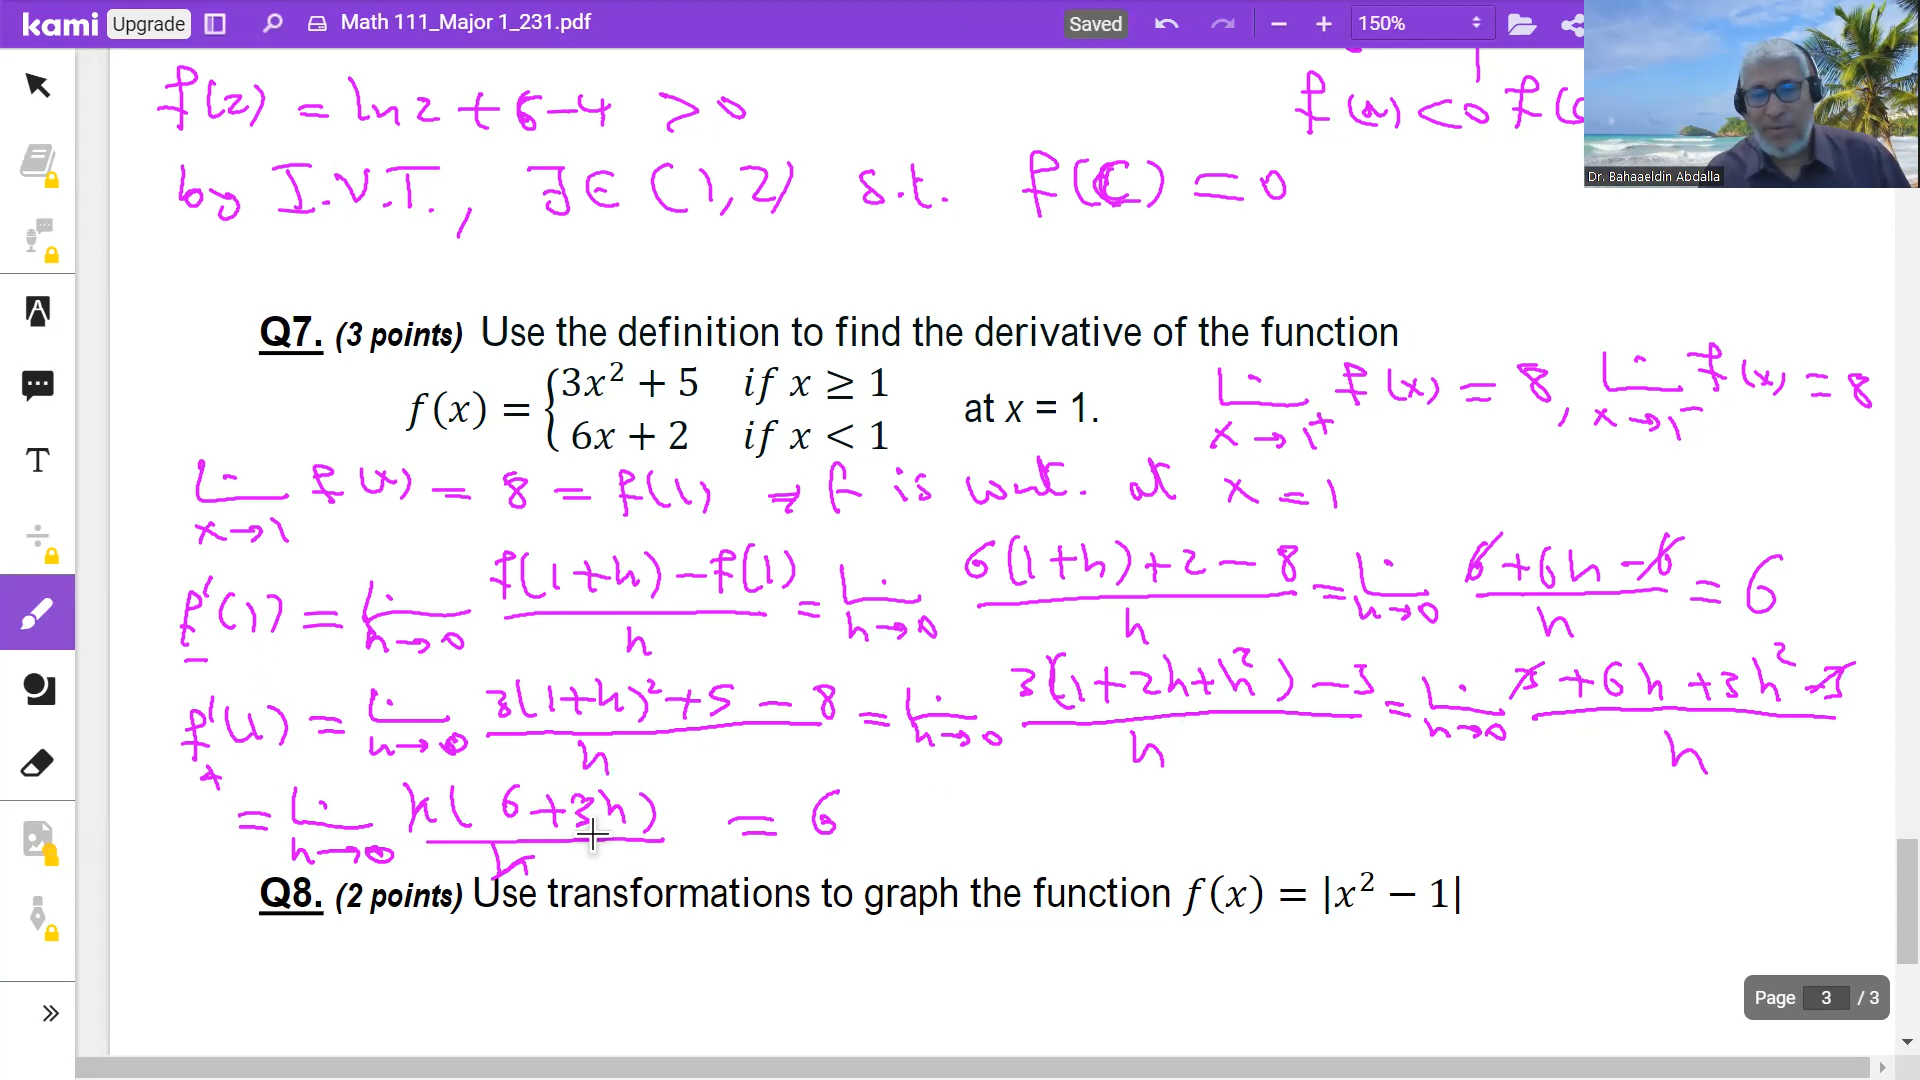 kami Upgrade Math 111_Major 1_231.pdf Saved 150%
f(2) = ln 2 + 6 − 4 > 0
f(a) < 0 f(
by I.V.T., ∃ ∈ (1, 2) s.t. f(c) = 0
Dr. Bahaaeldin Abdalla
Q7. (3 points) Use the definition to find the derivative of the function
f(x) = {3x² + 5 if x ≥ 1
6x + 2 if x < 1
at x = 1.
Lim x→1⁺ f(x) = 8, Lim x→1⁻ f(x) = 8
Lim x→1 f(x) = 8 = f(1) ⇒ f is cont. at x = 1
f'₋(1) = Lim h→0 (f(1+h) − f(1))/h = Lim h→0 (6(1+h)+2−8)/h = Lim h→0 (6+6h−6)/h = 6
f'₊(1) = Lim h→0 (3(1+h)²+5−8)/h = Lim h→0 (3(1+2h+h²)−3)/h = Lim h→0 (3+6h+3h²−3)/h
= Lim h→0 h(6+3h)/h = 6
Q8. (2 points) Use transformations to graph the function f(x) = |x² − 1|
Page 3 / 3